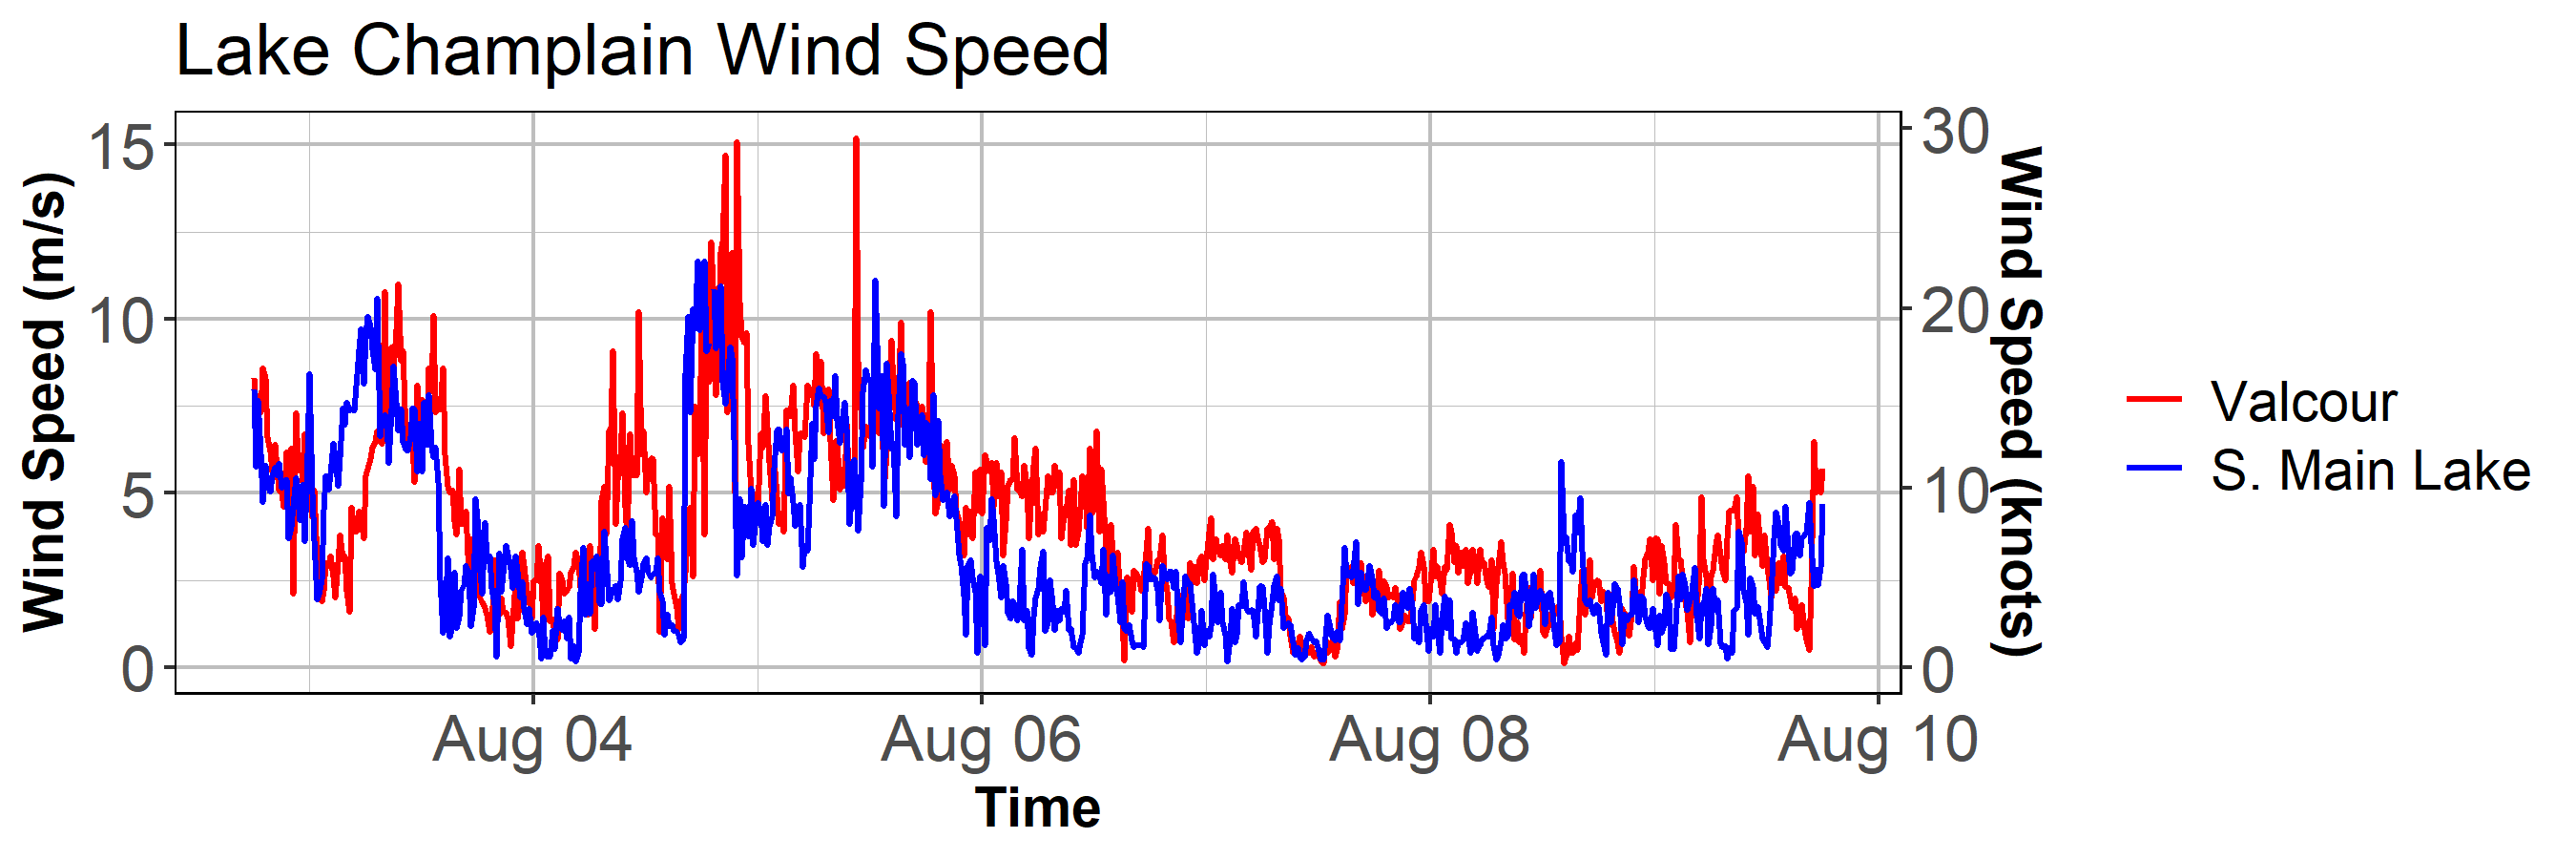 Lake Champlain Wind Speed
Wind Speed (m/s)
15
10
5
0
30
20
10
0
Wind Speed (knots)
Aug 04
Aug 06
Aug 08
Aug 10
Time
Valcour
S. Main Lake